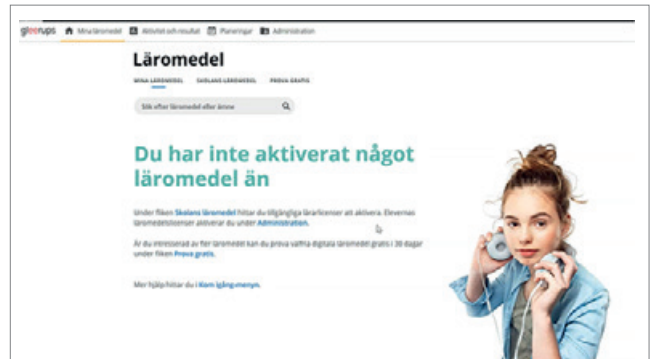 gleerups Mina läromedel Aktivitet och resultat Planeringar Administration
Läromedel
MINA LÄROMEDEL SKOLANS LÄROMEDEL PROVA GRATIS
Sök efter läromedel eller ämne
Du har inte aktiverat något
läromedel än
Under fliken Skolans läromedel hittar du tillgängliga lärarlicenser att aktivera. Elevernas
läromedelslicenser aktiverar du under Administration.
Är du intresserad av fler läromedel kan du prova valfria digitala läromedel gratis i 30 dagar
under fliken Prova gratis.
Mer hjälp hittar du i Kom igång-menyn.